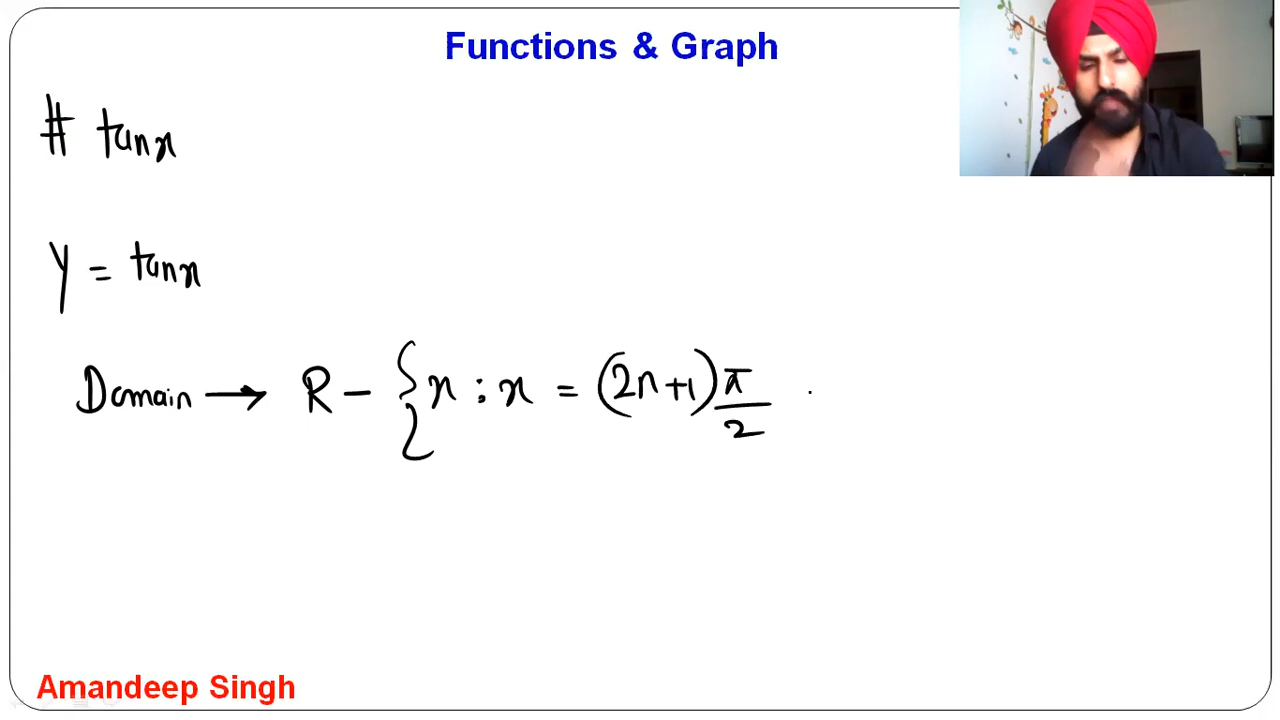 Functions & Graph
# tanx
y = tanx
Domain → R - { x : x = (2n+1)π/2
Amandeep Singh